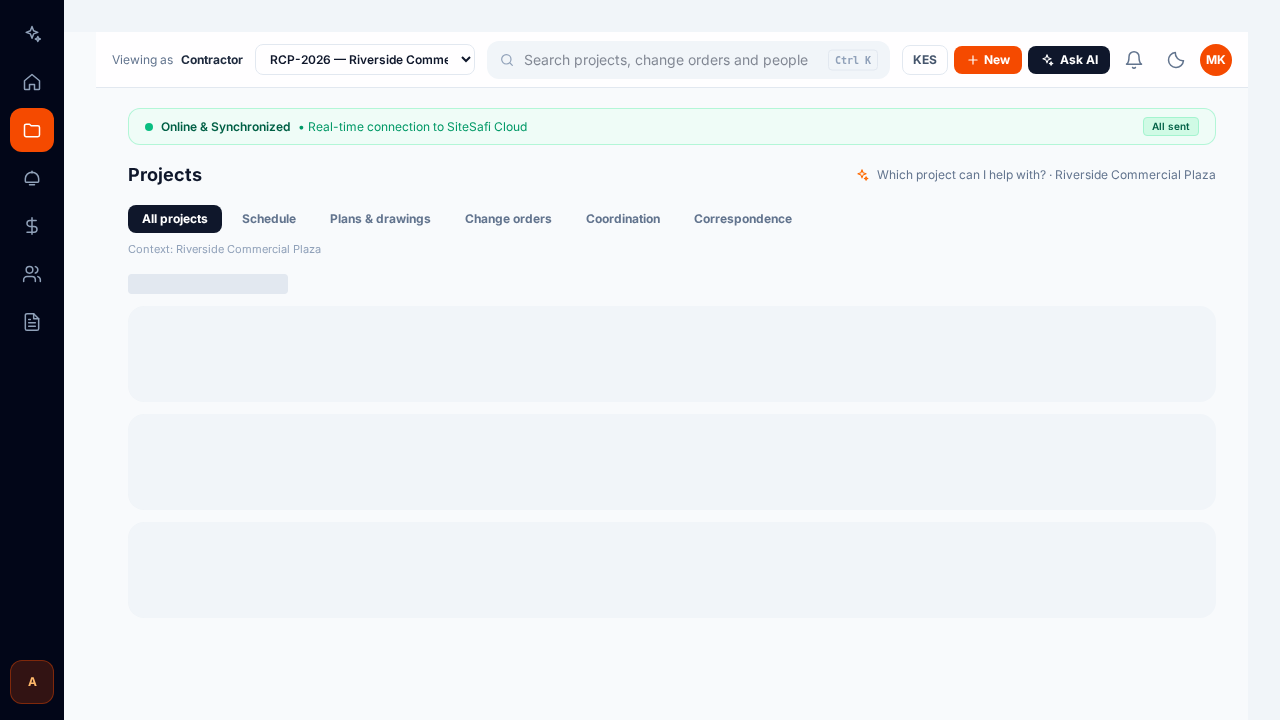 Viewing as Contractor RCP-2026 — Riverside Comme Search projects, change orders and people Ctrl K KES New Ask AI MK
Online & Synchronized • Real-time connection to SiteSafi Cloud All sent
Projects Which project can I help with? · Riverside Commercial Plaza
All projects Schedule Plans & drawings Change orders Coordination Correspondence
Context: Riverside Commercial Plaza
A